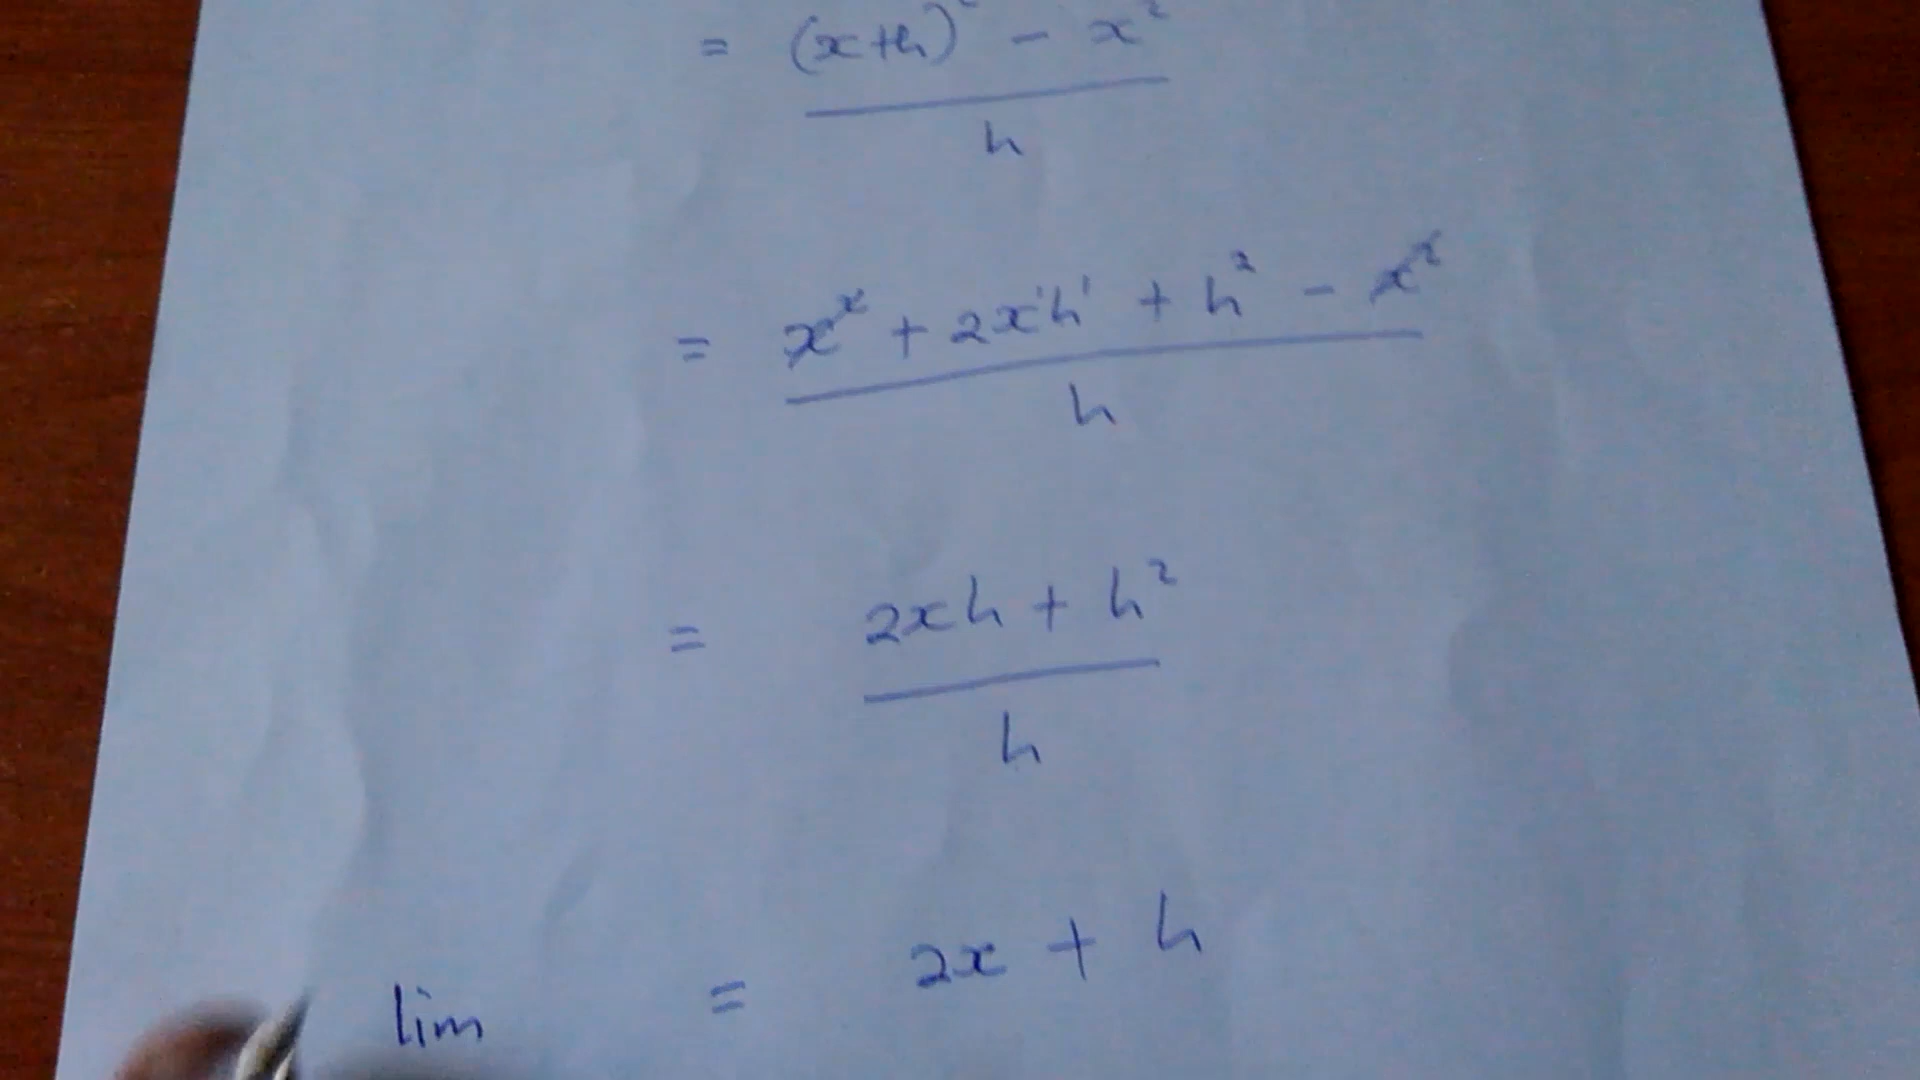 = (x+h)² - x²
h
= x² + 2x¹h¹ + h² - x²
h
= 2xh + h²
h
lim = 2x + h